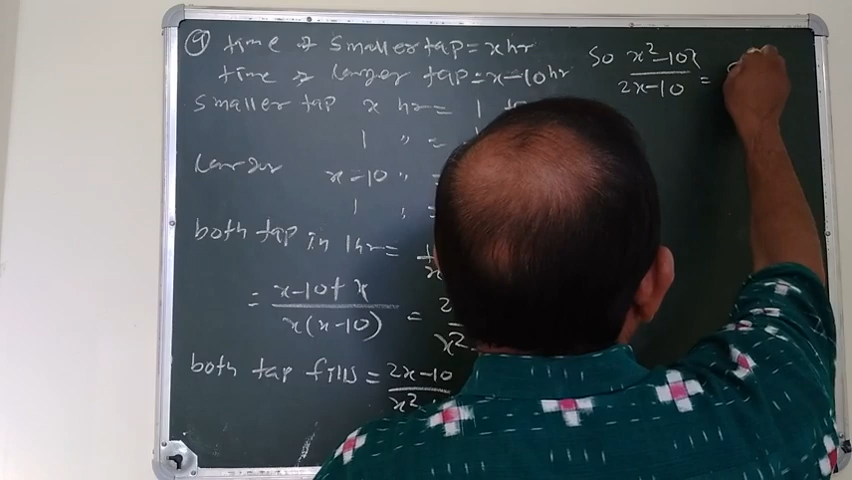 9 time of smaller tap = x hr
time of larger tap = x - 10 hr
smaller tap x hr = 1
1 " =
larger x - 10 " =
1 " =
both tap in 1 hr =
= x-10+x / x(x-10) = 2
both tap fills = 2x-10 / x²
So x²-10x / 2x-10 =